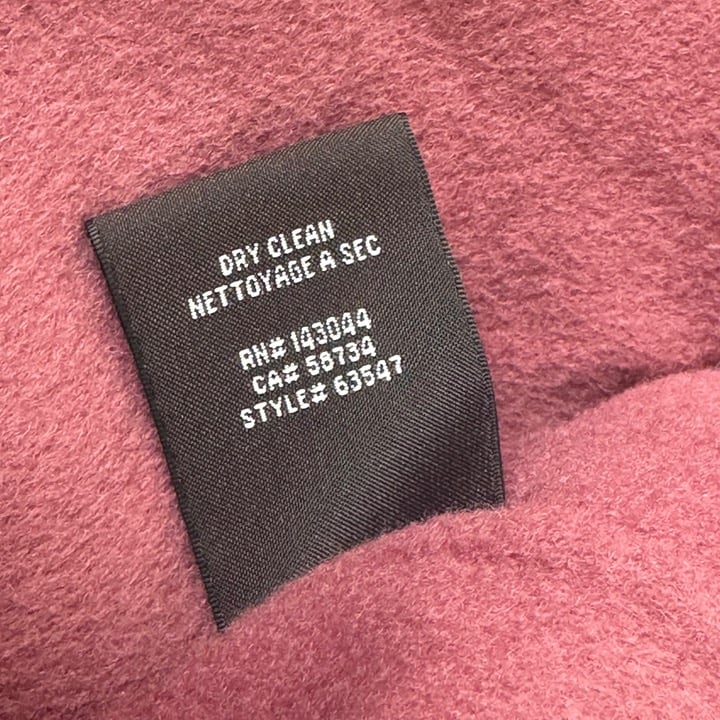 DRY CLEAN
NETTOYAGE A SEC
RN# 143044
CA# 58734
STYLE# 63547